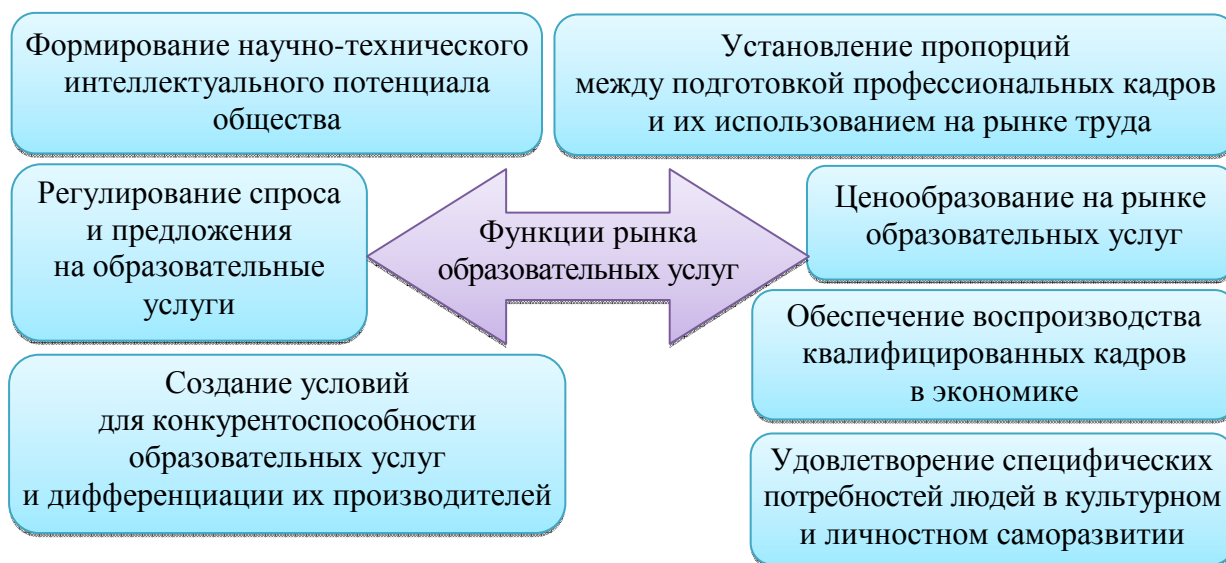 Формирование научно-технического
интеллектуального потенциала
общества
Установление пропорций
между подготовкой профессиональных кадров
и их использованием на рынке труда
Регулирование спроса
и предложения
на образовательные
услуги
Функции рынка
образовательных услуг
Ценообразование на рынке
образовательных услуг
Обеспечение воспроизводства
квалифицированных кадров
в экономике
Создание условий
для конкурентоспособности
образовательных услуг
и дифференциации их производителей
Удовлетворение специфических
потребностей людей в культурном
и личностном саморазвитии